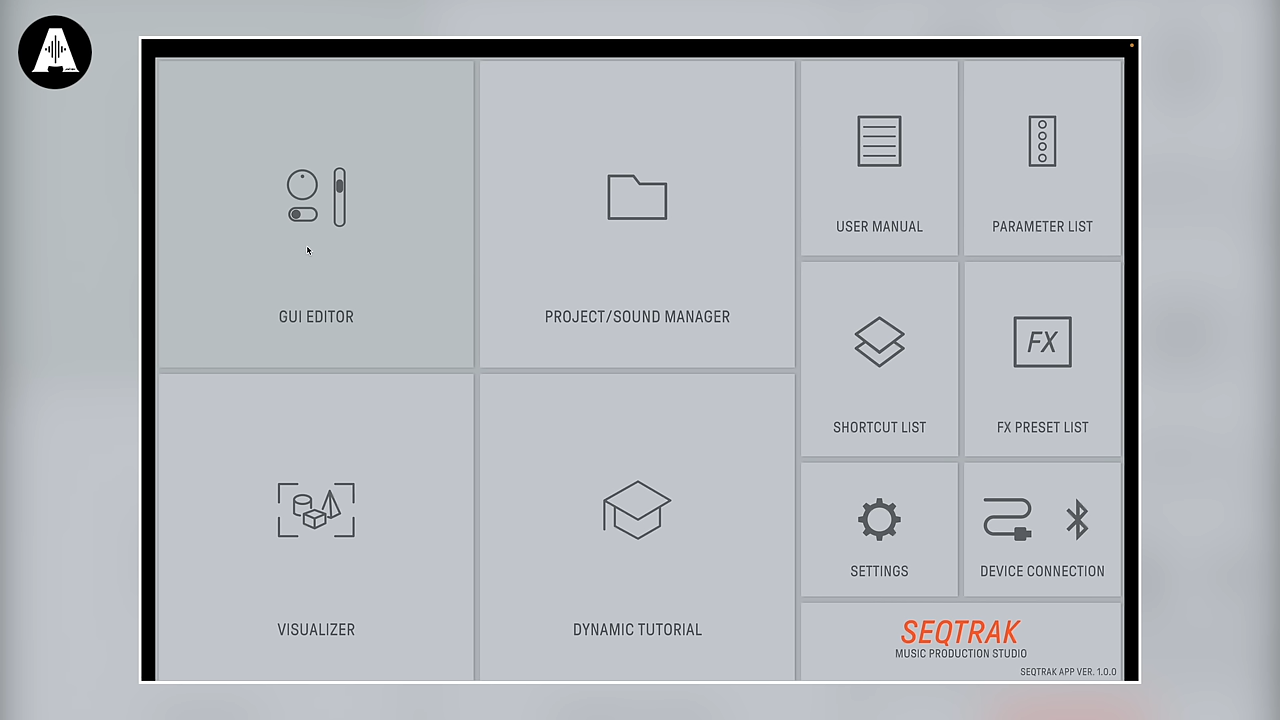 GUI EDITOR
PROJECT/SOUND MANAGER
USER MANUAL
PARAMETER LIST
SHORTCUT LIST
FX
FX PRESET LIST
VISUALIZER
DYNAMIC TUTORIAL
SETTINGS
DEVICE CONNECTION
SEQTRAK
MUSIC PRODUCTION STUDIO
SEQTRAK APP VER. 1.0.0